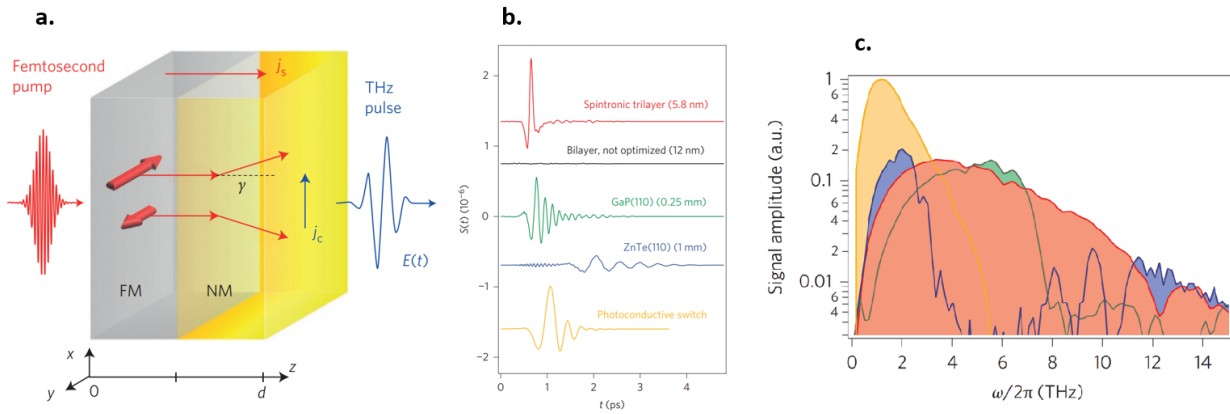 a.
Femtosecond
pump
j_s
THz
pulse
γ
j_c
E(t)
FM
NM
x
y
0
d
z
b.
2
1
0
−1
−2
S(t) (10⁻⁶)
Spintronic trilayer (5.8 nm)
Bilayer, not optimized (12 nm)
GaP(110) (0.25 mm)
ZnTe(110) (1 mm)
Photoconductive switch
0 1 2 3 4
t (ps)
c.
Signal amplitude (a.u.)
1
6
4
2
0.1
6
4
2
0.01
6
4
0 2 4 6 8 10 12 14
ω/2π (THz)